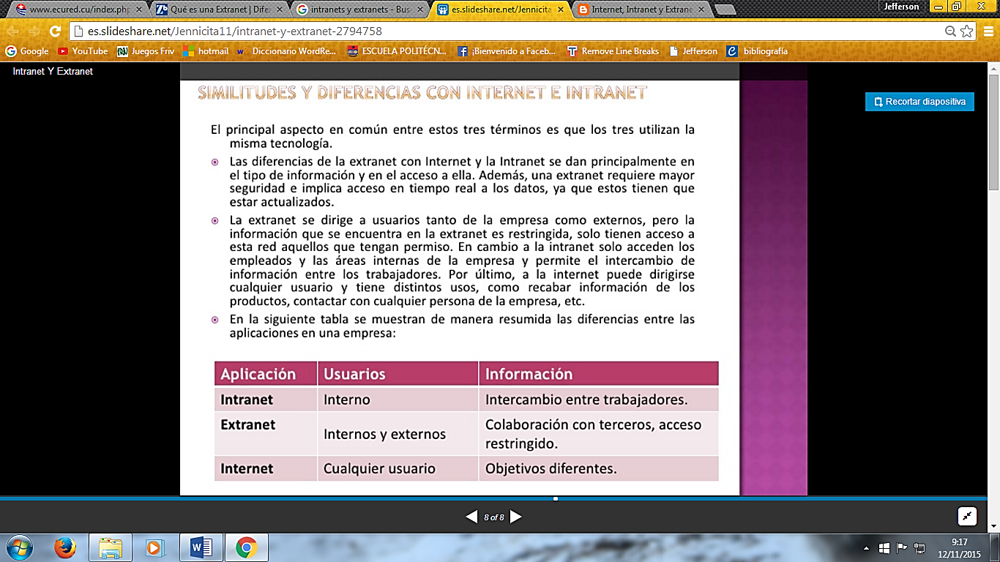 www.ecured.cu/index.php
Qué es una Extranet | Dife
intranets y extranets - Bus
es.slideshare.net/Jennicita
Internet, Intranet y Extrane
Jefferson
es.slideshare.net/Jennicita11/intranet-y-extranet-2794758
Google
YouTube
Juegos Friv
hotmail
Diccionario WordRe...
ESCUELA POLITÉCN...
¡Bienvenido a Faceb...
Remove Line Breaks
Jefferson
bibliografía
Intranet Y Extranet
Recortar diapositiva
SIMILITUDES Y DIFERENCIAS CON INTERNET E INTRANET
El principal aspecto en común entre estos tres términos es que los tres utilizan la
misma tecnología.
Las diferencias de la extranet con Internet y la Intranet se dan principalmente en
el tipo de información y en el acceso a ella. Además, una extranet requiere mayor
seguridad e implica acceso en tiempo real a los datos, ya que estos tienen que
estar actualizados.
La extranet se dirige a usuarios tanto de la empresa como externos, pero la
información que se encuentra en la extranet es restringida, solo tienen acceso a
esta red aquellos que tengan permiso. En cambio a la intranet solo acceden los
empleados y las áreas internas de la empresa y permite el intercambio de
información entre los trabajadores. Por último, a la internet puede dirigirse
cualquier usuario y tiene distintos usos, como recabar información de los
productos, contactar con cualquier persona de la empresa, etc.
En la siguiente tabla se muestran de manera resumida las diferencias entre las
aplicaciones en una empresa:
Aplicación Usuarios Información
Intranet Interno Intercambio entre trabajadores.
Extranet Internos y externos Colaboración con terceros, acceso
restringido.
Internet Cualquier usuario Objetivos diferentes.
8 of 8
9:17
12/11/2015